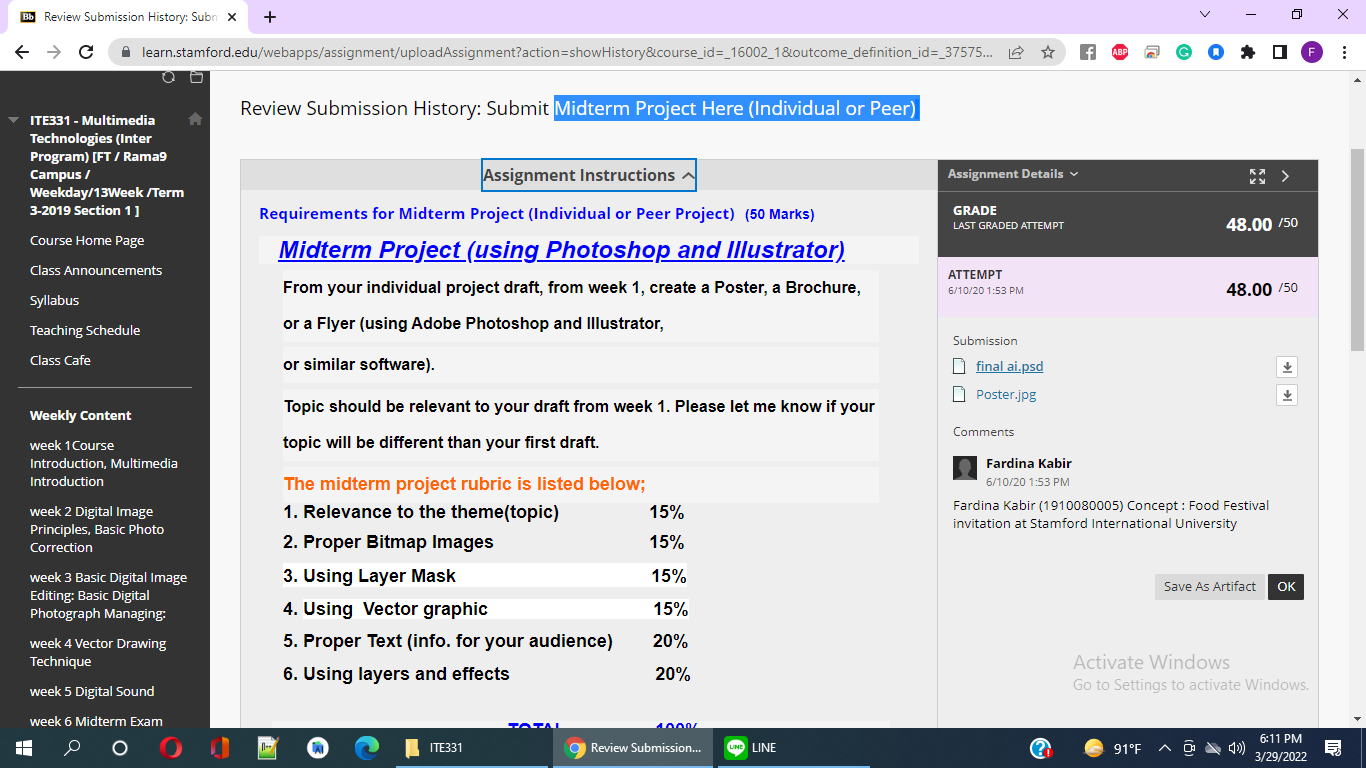 Review Submission History: Subm
learn.stamford.edu/webapps/assignment/uploadAssignment?action=showHistory&course_id=_16002_1&outcome_definition_id=_37575...
ABP
F
ITE331 - Multimedia
Technologies (Inter
Program) [FT / Rama9
Campus /
Weekday/13Week /Term
3-2019 Section 1 ]
Course Home Page
Class Announcements
Syllabus
Teaching Schedule
Class Cafe
Weekly Content
week 1Course
Introduction, Multimedia
Introduction
week 2 Digital Image
Principles, Basic Photo
Correction
week 3 Basic Digital Image
Editing: Basic Digital
Photograph Managing:
week 4 Vector Drawing
Technique
week 5 Digital Sound
week 6 Midterm Exam
Review Submission History: Submit Midterm Project Here (Individual or Peer)
Assignment Instructions
Requirements for Midterm Project (Individual or Peer Project) (50 Marks)
Midterm Project (using Photoshop and Illustrator)
From your individual project draft, from week 1, create a Poster, a Brochure,
or a Flyer (using Adobe Photoshop and Illustrator,
or similar software).
Topic should be relevant to your draft from week 1. Please let me know if your
topic will be different than your first draft.
The midterm project rubric is listed below;
1. Relevance to the theme(topic) 15%
2. Proper Bitmap Images 15%
3. Using Layer Mask 15%
4. Using Vector graphic 15%
5. Proper Text (info. for your audience) 20%
6. Using layers and effects 20%
TOTAL 100%
Assignment Details
GRADE
LAST GRADED ATTEMPT
48.00 /50
ATTEMPT
6/10/20 1:53 PM
48.00 /50
Submission
final ai.psd
Poster.jpg
Comments
Fardina Kabir
6/10/20 1:53 PM
Fardina Kabir (1910080005) Concept : Food Festival
invitation at Stamford International University
Save As Artifact OK
Activate Windows
Go to Settings to activate Windows.
ITE331
Review Submission...
LINE
91°F
6:11 PM
3/29/2022